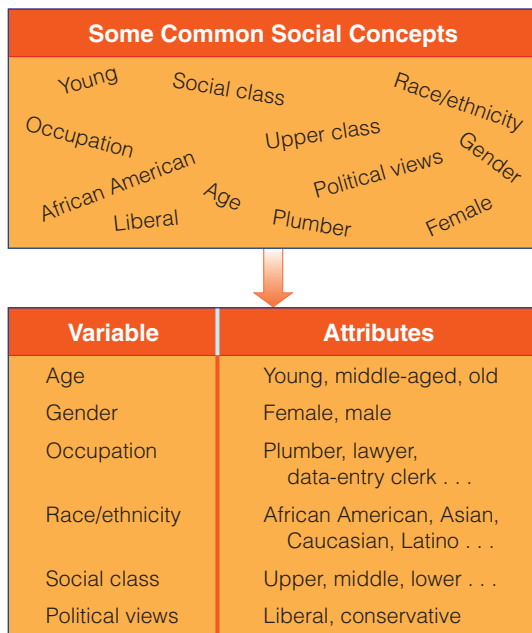 Some Common Social Concepts
Young
Social class
Race/ethnicity
Occupation
Upper class
Gender
African American
Age
Political views
Liberal
Plumber
Female
Variable Attributes
Age Young, middle-aged, old
Gender Female, male
Occupation Plumber, lawyer,
data-entry clerk . . .
Race/ethnicity African American, Asian,
Caucasian, Latino . . .
Social class Upper, middle, lower . . .
Political views Liberal, conservative